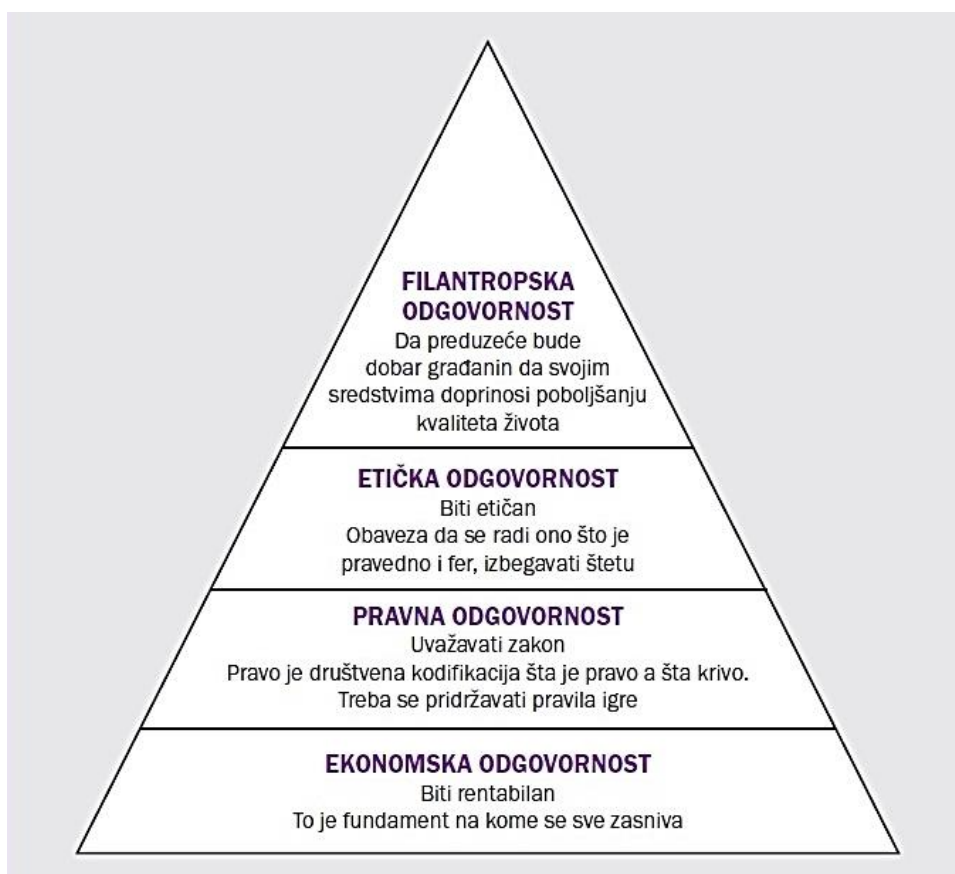 FILANTROPSKA
ODGOVORNOST
Da preduzeće bude
dobar građanin da svojim
sredstvima doprinosi poboljšanju
kvaliteta života
ETIČKA ODGOVORNOST
Biti etičan
Obaveza da se radi ono što je
pravedno i fer, izbegavati štetu
PRAVNA ODGOVORNOST
Uvažavati zakon
Pravo je društvena kodifikacija šta je pravo a šta krivo.
Treba se pridržavati pravila igre
EKONOMSKA ODGOVORNOST
Biti rentabilan
To je fundament na kome se sve zasniva